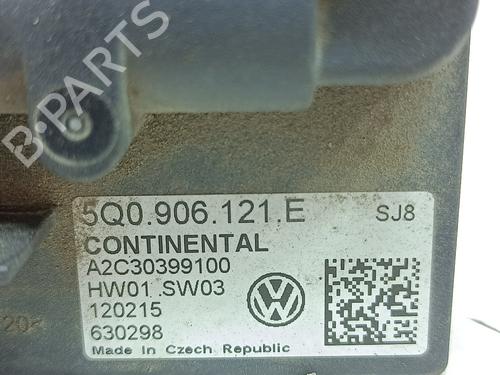 B-PARTS
5Q0.906.121.E SJ8
CONTINENTAL
A2C30399100
HW01 SW03
120215
630298
Made in Czech Republic